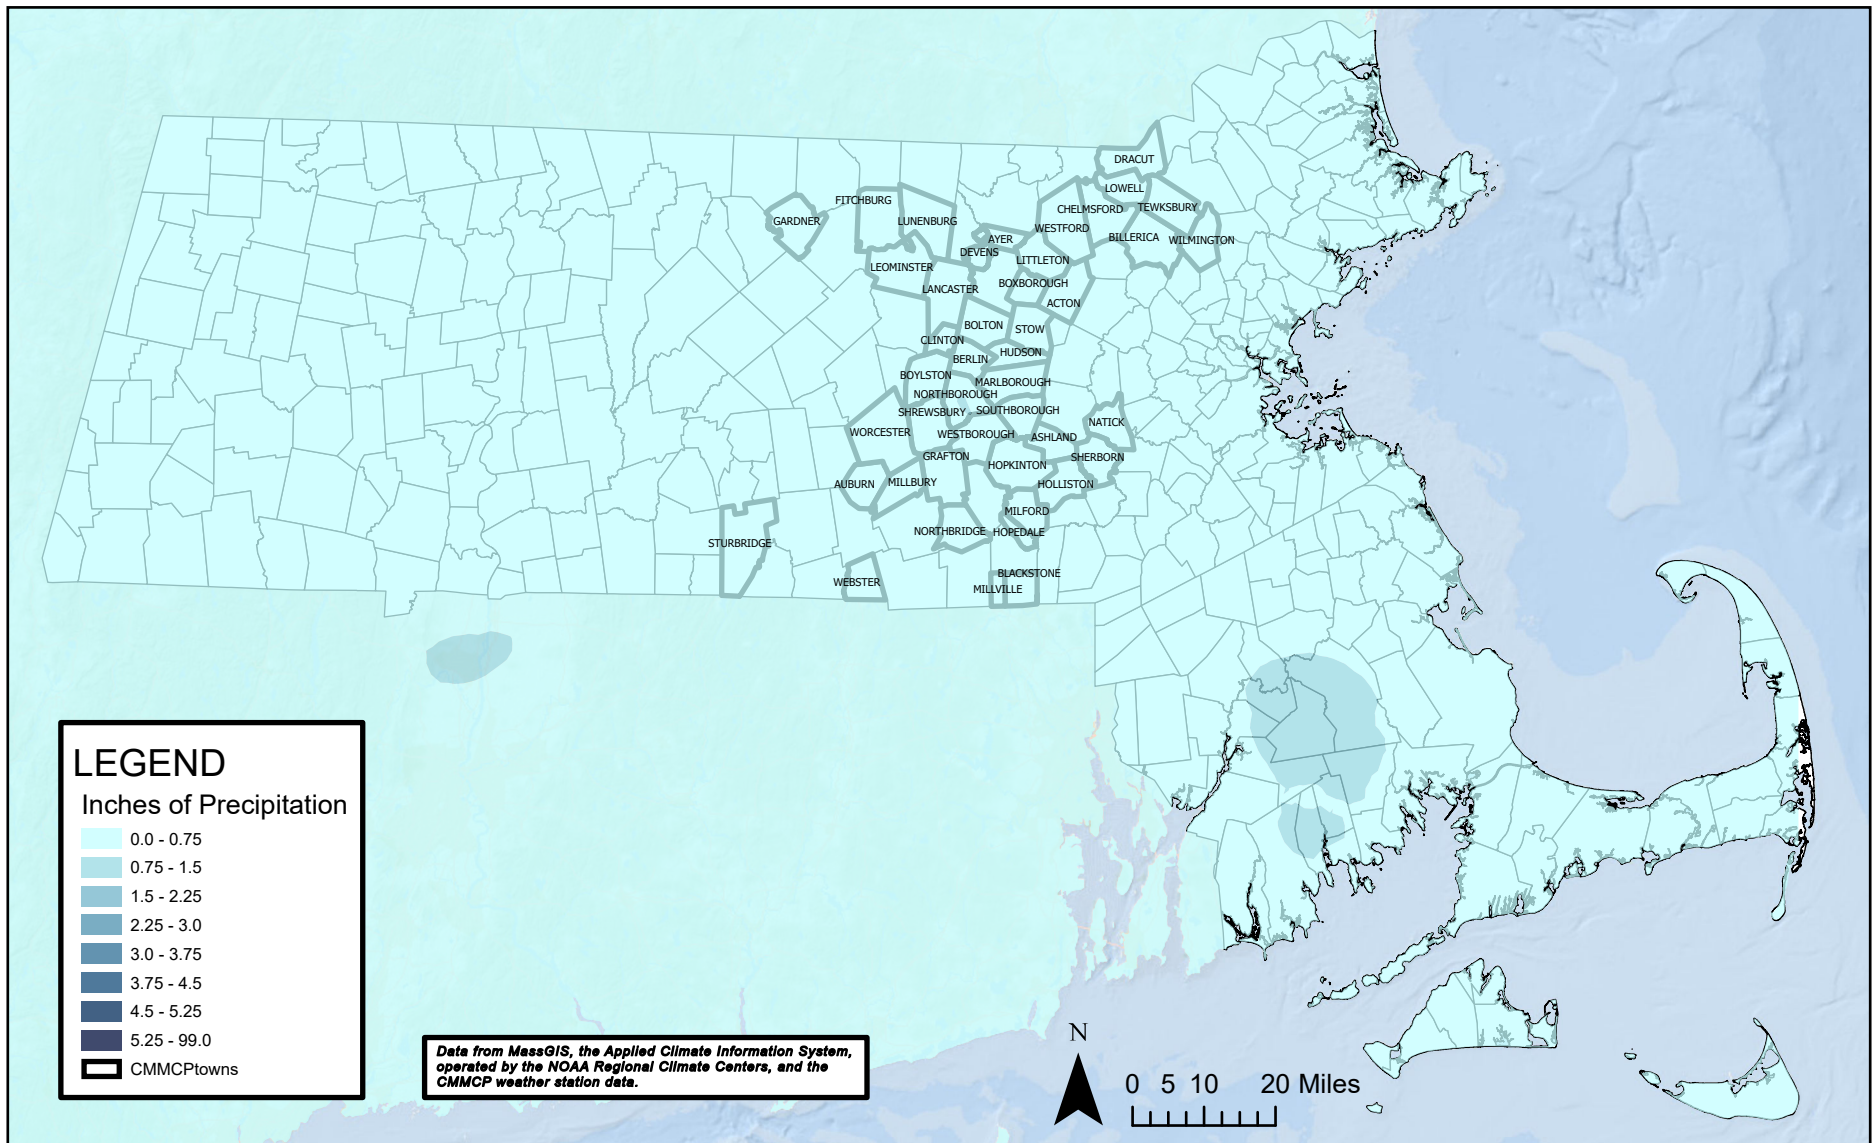 DRACUT
LOWELL
FITCHBURG
CHELMSFORD
TEWKSBURY
GARDNER
LUNENBURG
WESTFORD
BILLERICA
WILMINGTON
AYER
DEVENS
LITTLETON
LEOMINSTER
BOXBOROUGH
LANCASTER
ACTON
BOLTON
STOW
CLINTON
HUDSON
BERLIN
BOYLSTON
MARLBOROUGH
NORTHBOROUGH
SHREWSBURY
SOUTHBOROUGH
NATICK
WORCESTER
WESTBOROUGH
ASHLAND
GRAFTON
SHERBORN
HOPKINTON
AUBURN
MILLBURY
HOLLISTON
MILFORD
NORTHBRIDGE
HOPEDALE
STURBRIDGE
BLACKSTONE
WEBSTER
MILLVILLE
LEGEND
Inches of Precipitation
0.0 - 0.75
0.75 - 1.5
1.5 - 2.25
2.25 - 3.0
3.0 - 3.75
3.75 - 4.5
4.5 - 5.25
5.25 - 99.0
CMMCPtowns
Data from MassGIS, the Applied Climate Information System,
operated by the NOAA Regional Climate Centers, and the
CMMCP weather station data.
N
0 5 10 20 Miles